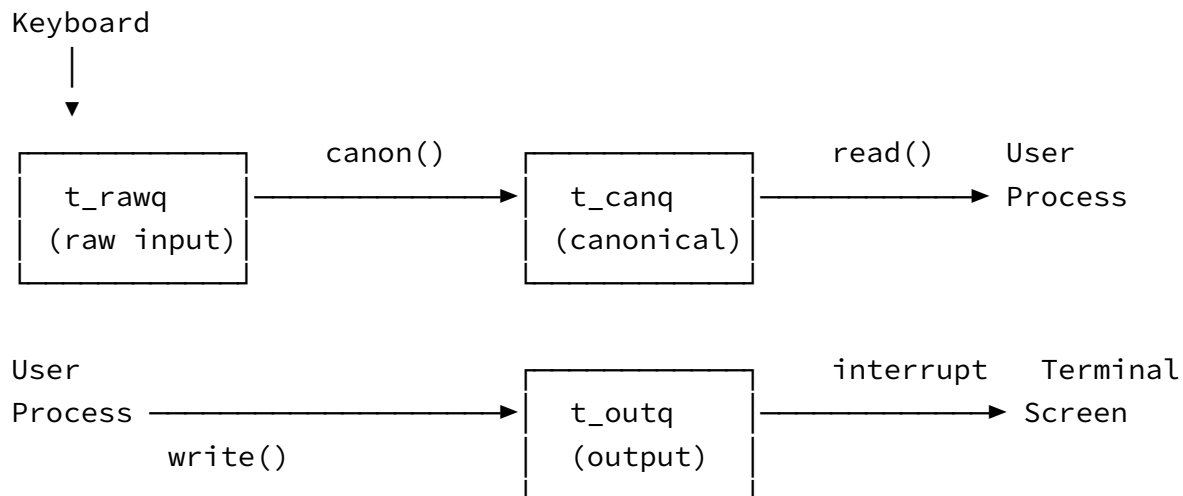 Keyboard
canon() read() User
t_rawq t_canq Process
(raw input) (canonical)
User interrupt Terminal
Process t_outq Screen
write() (output)